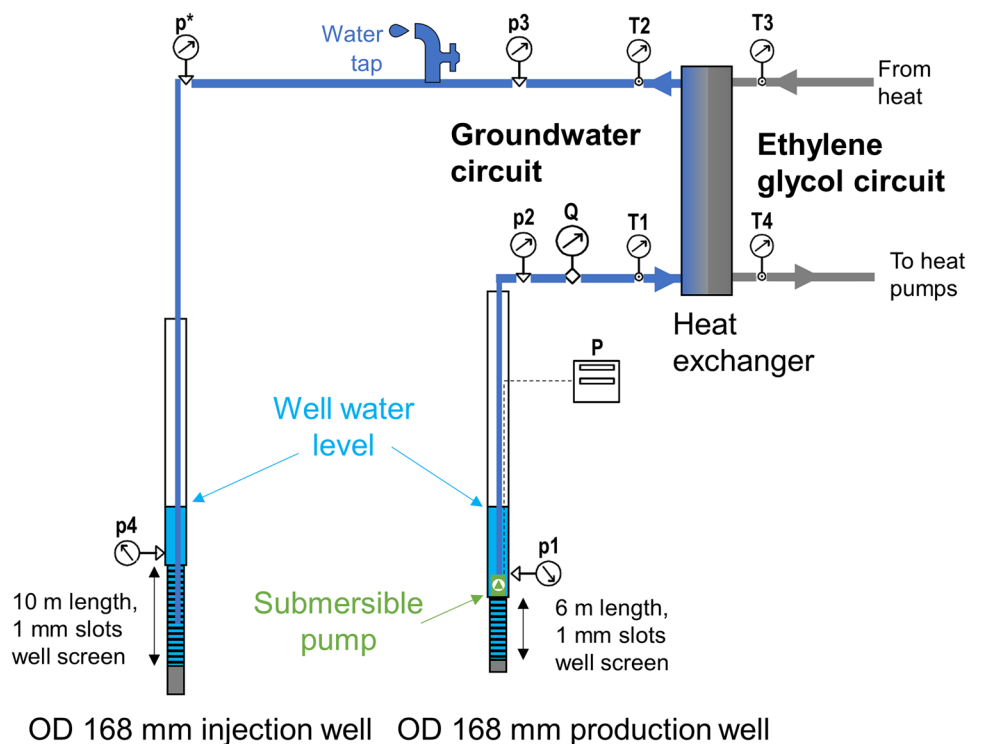 p*
Water
tap
p3
T2
T3
From
heat
Groundwater
circuit
Ethylene
glycol circuit
p2
Q
T1
T4
To heat
pumps
Heat
exchanger
P
Well water
level
p4
p1
10 m length,
1 mm slots
well screen
Submersible
pump
6 m length,
1 mm slots
well screen
OD 168 mm injection well
OD 168 mm production well